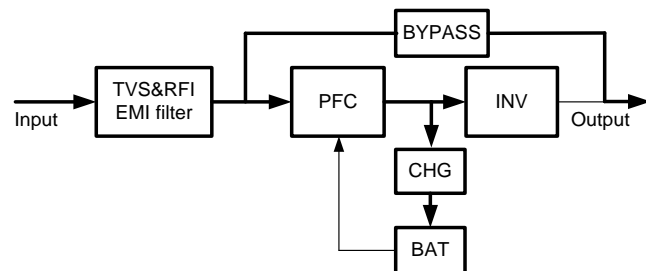 BYPASS
TVS&RFI
EMI filter
PFC
INV
Input
Output
CHG
BAT